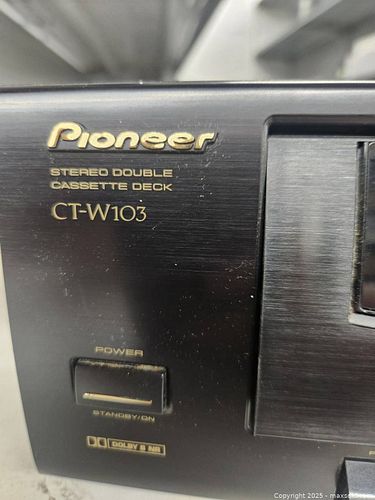 Pioneer
STEREO DOUBLE
CASSETTE DECK
CT-W103
POWER
STANDBY/ON
DOLBY B NR
© Copyright 2025 - maxsold.com